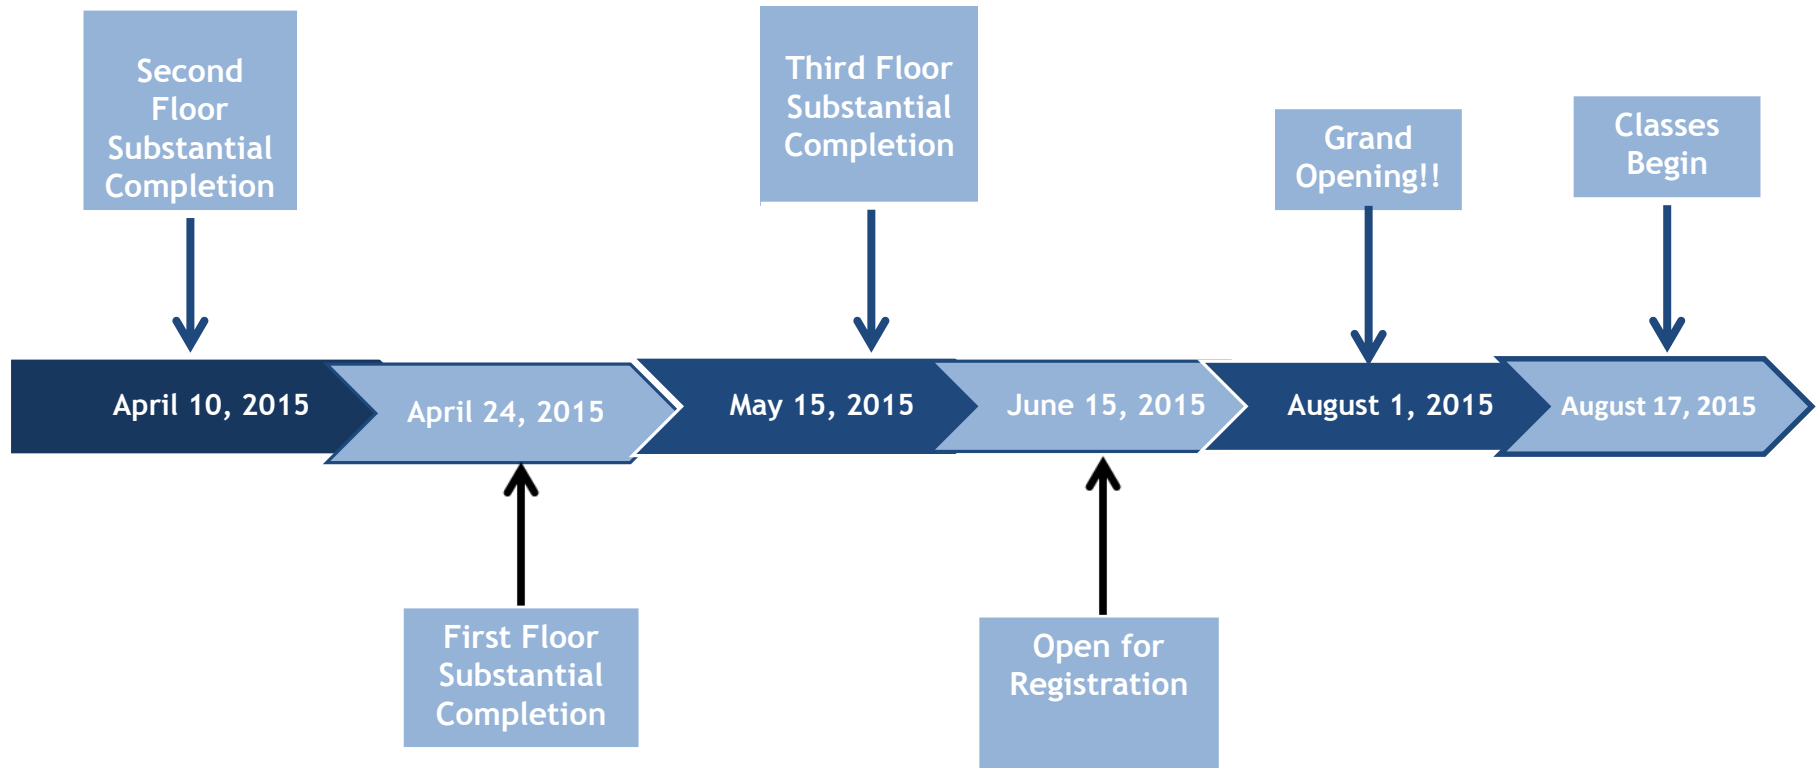 Second
Floor
Substantial
Completion
Third Floor
Substantial
Completion
Grand
Opening!!
Classes
Begin
April 10, 2015
April 24, 2015
May 15, 2015
June 15, 2015
August 1, 2015
August 17, 2015
First Floor
Substantial
Completion
Open for
Registration